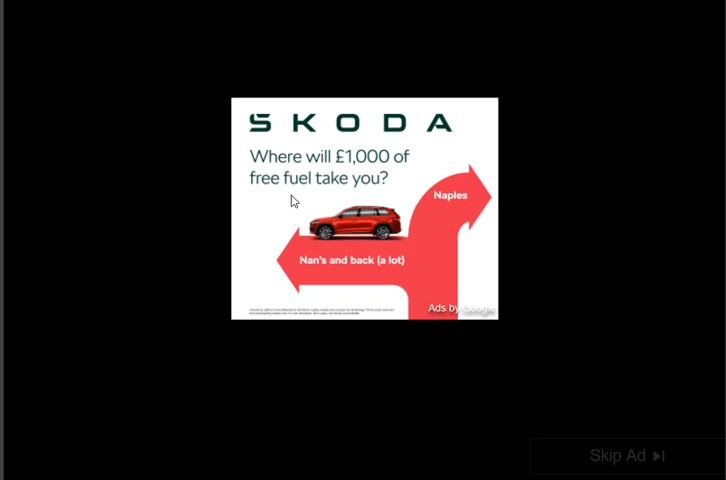 ŠKODA
Where will £1,000 of
free fuel take you?
Naples
Nan's and back (a lot)
Ads by Google
Skip Ad